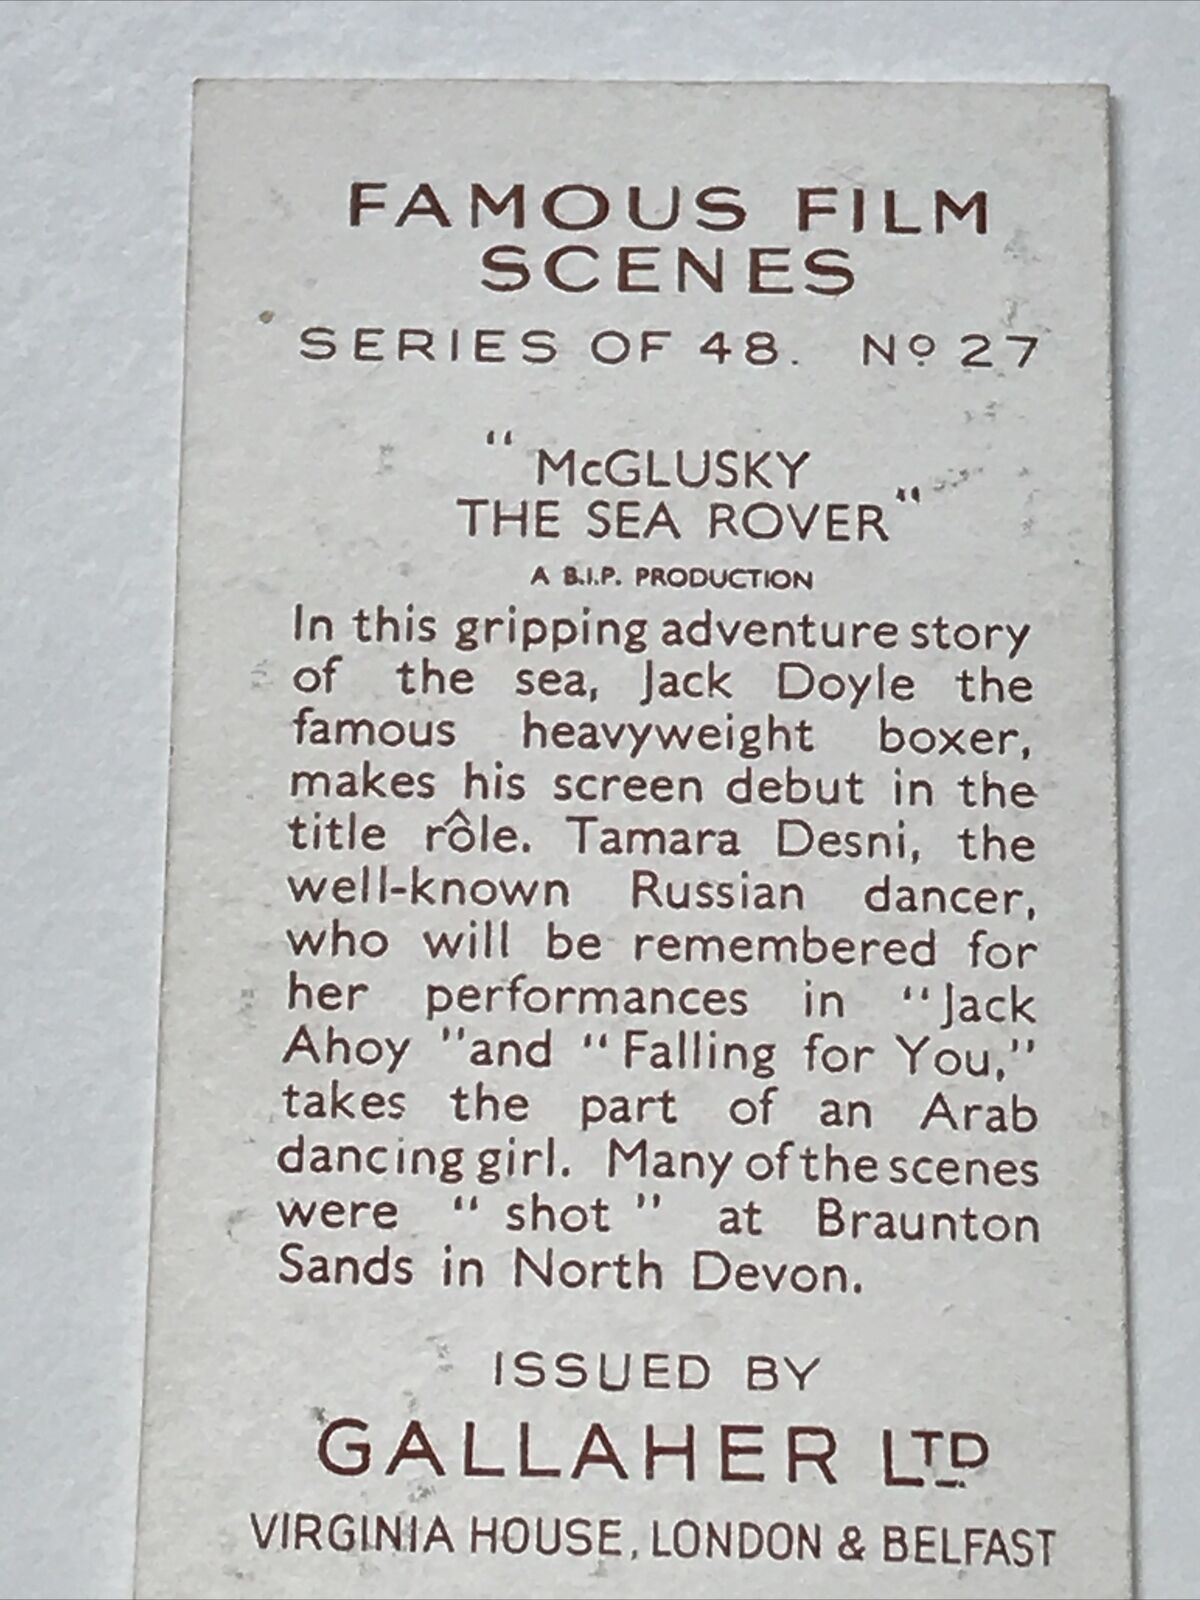 FAMOUS FILM
SCENES
SERIES OF 48. Nº 27
"McGLUSKY
THE SEA ROVER"
A B.I.P. PRODUCTION
In this gripping adventure story
of the sea, Jack Doyle the
famous heavyweight boxer,
makes his screen debut in the
title rôle. Tamara Desni, the
well-known Russian dancer,
who will be remembered for
her performances in "Jack
Ahoy "and "Falling for You,"
takes the part of an Arab
dancing girl. Many of the scenes
were "shot" at Braunton
Sands in North Devon.
ISSUED BY
GALLAHER LTD
VIRGINIA HOUSE, LONDON & BELFAST